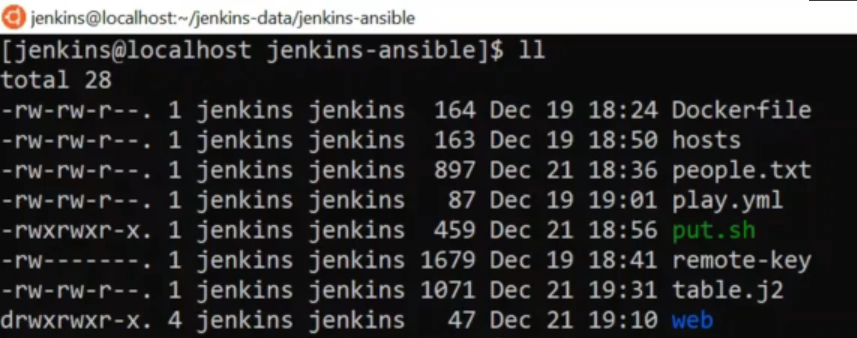 jenkins@localhost:~/jenkins-data/jenkins-ansible
[jenkins@localhost jenkins-ansible]$ ll
total 28
-rw-rw-r--. 1 jenkins jenkins  164 Dec 19 18:24 Dockerfile
-rw-rw-r--. 1 jenkins jenkins  163 Dec 19 18:50 hosts
-rw-rw-r--. 1 jenkins jenkins  897 Dec 21 18:36 people.txt
-rw-rw-r--. 1 jenkins jenkins   87 Dec 19 19:01 play.yml
-rwxrwxr-x. 1 jenkins jenkins  459 Dec 21 18:56 put.sh
-rw-------. 1 jenkins jenkins 1679 Dec 19 18:41 remote-key
-rw-rw-r--. 1 jenkins jenkins 1071 Dec 21 19:31 table.j2
drwxrwxr-x. 4 jenkins jenkins   47 Dec 21 19:10 web